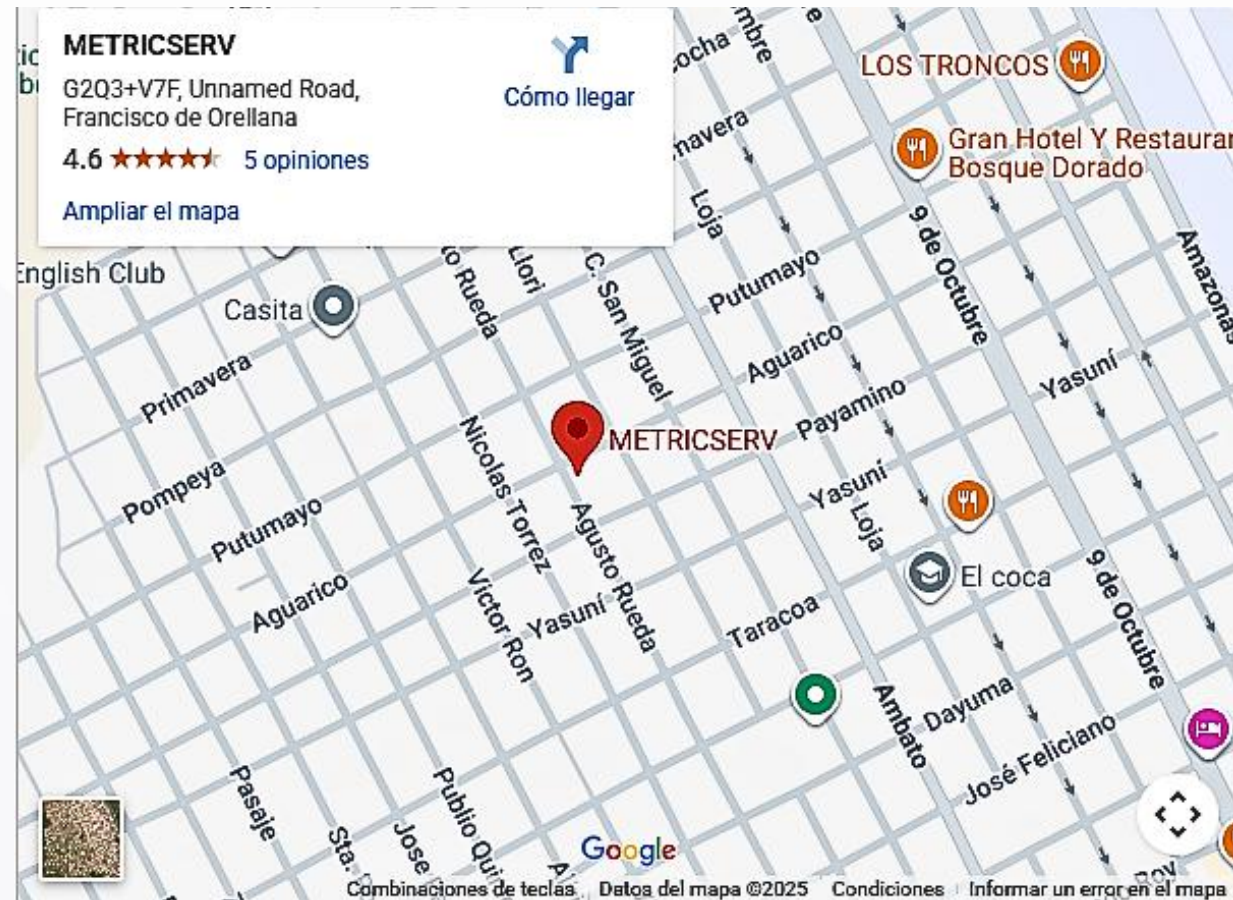 METRICSERV
G2Q3+V7F, Unnamed Road,
Francisco de Orellana
4.6
5 opiniones
Ampliar el mapa
Cómo llegar
LOS TRONCOS
Gran Hotel Y Restauran
Bosque Dorado
Loja
9 de Octubre
Amazonas
English Club
Casita
to Rueda
Llori
C. San Miguel
Putumayo
Aguarico
Yasuní
Primavera
Payamino
METRICSERV
Nicolas Torrez
Pompeya
Yasuní
Loja
Putumayo
Agusto Rueda
El coca
Aguarico
Victor Ron
Yasuní
Taracoa
9 de Octubre
Dayuma
Ambato
José Feliciano
Pasaje
Sta.
Jose
Publio Qui
Google
Combinaciones de teclas
Datos del mapa ©2025
Condiciones
Informar un error en el mapa